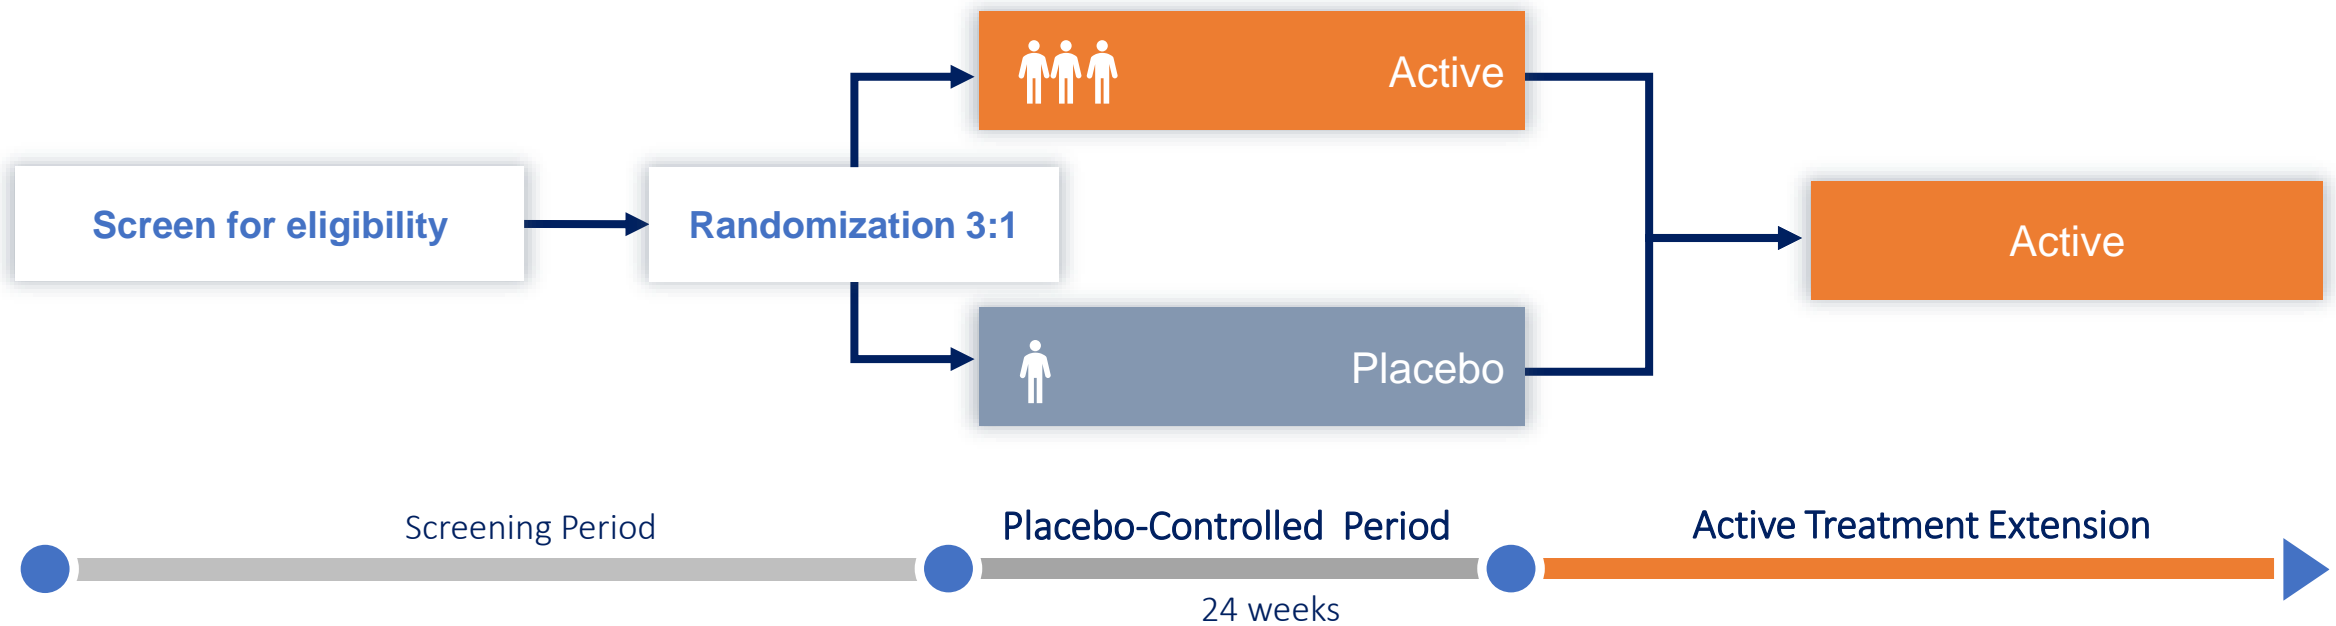 Screen for eligibility
Randomization 3:1
Active
Placebo
Active
Screening Period
Placebo-Controlled Period
24 weeks
Active Treatment Extension